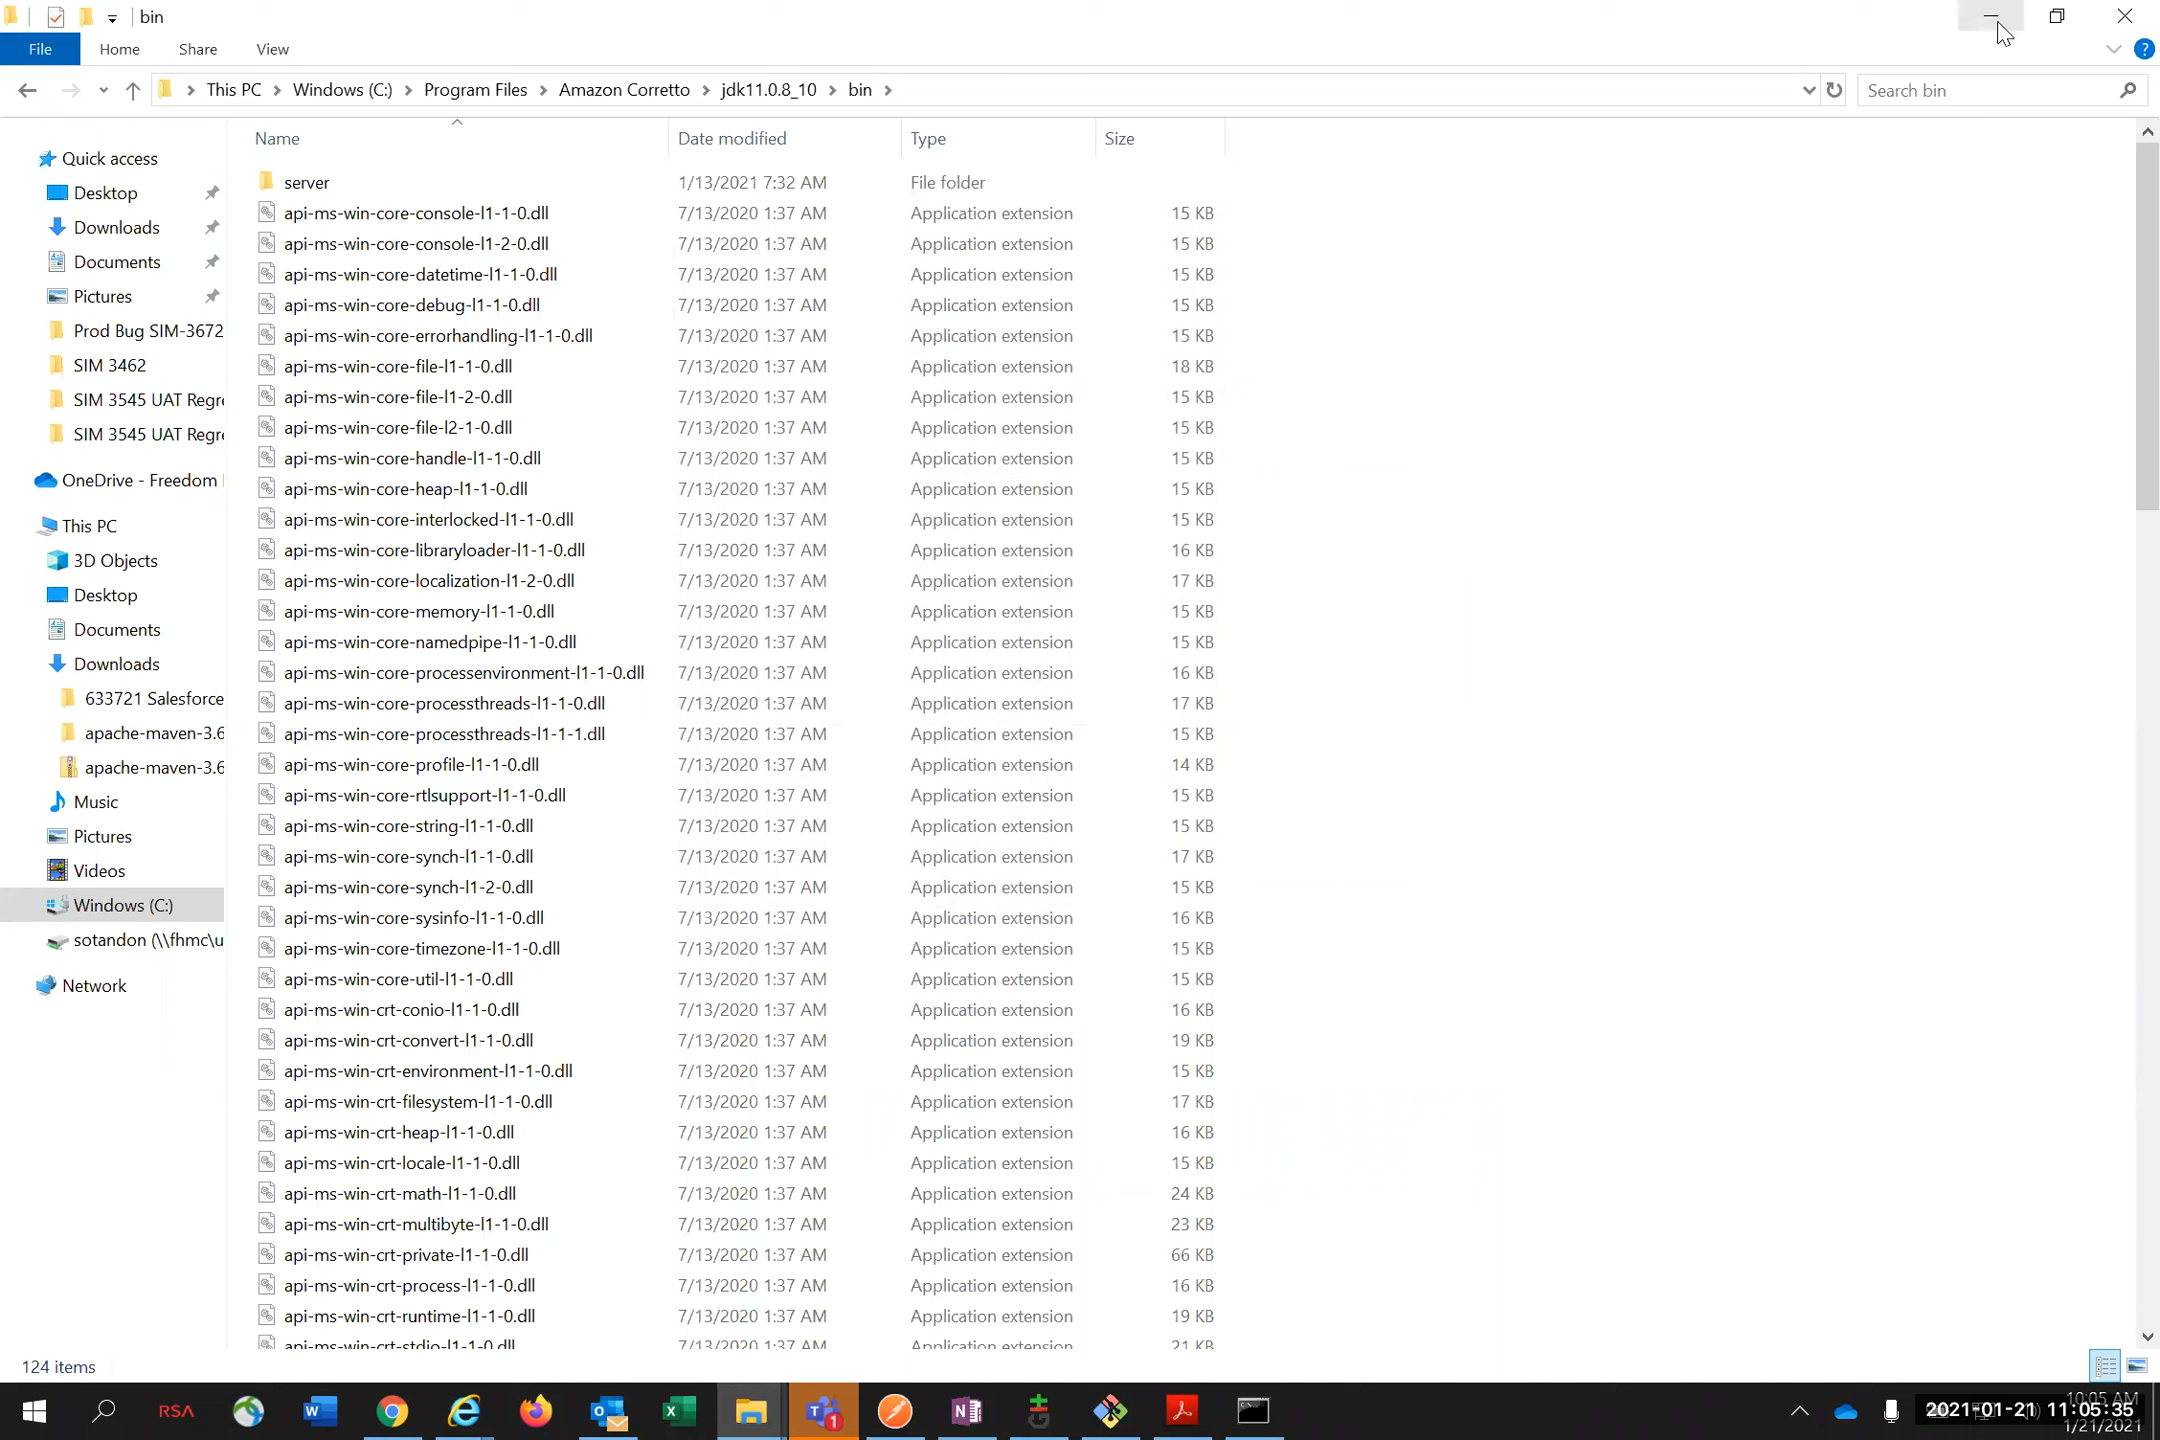 bin
File Home Share View
This PC Windows (C:) Program Files Amazon Corretto jdk11.0.8_10 bin Search bin
Name Date modified Type Size
Quick access
Desktop
Downloads
Documents
Pictures
Prod Bug SIM-3672
SIM 3462
SIM 3545 UAT Regre
SIM 3545 UAT Regre
OneDrive - Freedom
This PC
3D Objects
Desktop
Documents
Downloads
633721 Salesforce
apache-maven-3.6
apache-maven-3.6
Music
Pictures
Videos
Windows (C:)
sotandon (\\fhmc\u
Network
server 1/13/2021 7:32 AM File folder
api-ms-win-core-console-l1-1-0.dll 7/13/2020 1:37 AM Application extension 15 KB
api-ms-win-core-console-l1-2-0.dll 7/13/2020 1:37 AM Application extension 15 KB
api-ms-win-core-datetime-l1-1-0.dll 7/13/2020 1:37 AM Application extension 15 KB
api-ms-win-core-debug-l1-1-0.dll 7/13/2020 1:37 AM Application extension 15 KB
api-ms-win-core-errorhandling-l1-1-0.dll 7/13/2020 1:37 AM Application extension 15 KB
api-ms-win-core-file-l1-1-0.dll 7/13/2020 1:37 AM Application extension 18 KB
api-ms-win-core-file-l1-2-0.dll 7/13/2020 1:37 AM Application extension 15 KB
api-ms-win-core-file-l2-1-0.dll 7/13/2020 1:37 AM Application extension 15 KB
api-ms-win-core-handle-l1-1-0.dll 7/13/2020 1:37 AM Application extension 15 KB
api-ms-win-core-heap-l1-1-0.dll 7/13/2020 1:37 AM Application extension 15 KB
api-ms-win-core-interlocked-l1-1-0.dll 7/13/2020 1:37 AM Application extension 15 KB
api-ms-win-core-libraryloader-l1-1-0.dll 7/13/2020 1:37 AM Application extension 16 KB
api-ms-win-core-localization-l1-2-0.dll 7/13/2020 1:37 AM Application extension 17 KB
api-ms-win-core-memory-l1-1-0.dll 7/13/2020 1:37 AM Application extension 15 KB
api-ms-win-core-namedpipe-l1-1-0.dll 7/13/2020 1:37 AM Application extension 15 KB
api-ms-win-core-processenvironment-l1-1-0.dll 7/13/2020 1:37 AM Application extension 16 KB
api-ms-win-core-processthreads-l1-1-0.dll 7/13/2020 1:37 AM Application extension 17 KB
api-ms-win-core-processthreads-l1-1-1.dll 7/13/2020 1:37 AM Application extension 15 KB
api-ms-win-core-profile-l1-1-0.dll 7/13/2020 1:37 AM Application extension 14 KB
api-ms-win-core-rtlsupport-l1-1-0.dll 7/13/2020 1:37 AM Application extension 15 KB
api-ms-win-core-string-l1-1-0.dll 7/13/2020 1:37 AM Application extension 15 KB
api-ms-win-core-synch-l1-1-0.dll 7/13/2020 1:37 AM Application extension 17 KB
api-ms-win-core-synch-l1-2-0.dll 7/13/2020 1:37 AM Application extension 15 KB
api-ms-win-core-sysinfo-l1-1-0.dll 7/13/2020 1:37 AM Application extension 16 KB
api-ms-win-core-timezone-l1-1-0.dll 7/13/2020 1:37 AM Application extension 15 KB
api-ms-win-core-util-l1-1-0.dll 7/13/2020 1:37 AM Application extension 15 KB
api-ms-win-crt-conio-l1-1-0.dll 7/13/2020 1:37 AM Application extension 16 KB
api-ms-win-crt-convert-l1-1-0.dll 7/13/2020 1:37 AM Application extension 19 KB
api-ms-win-crt-environment-l1-1-0.dll 7/13/2020 1:37 AM Application extension 15 KB
api-ms-win-crt-filesystem-l1-1-0.dll 7/13/2020 1:37 AM Application extension 17 KB
api-ms-win-crt-heap-l1-1-0.dll 7/13/2020 1:37 AM Application extension 16 KB
api-ms-win-crt-locale-l1-1-0.dll 7/13/2020 1:37 AM Application extension 15 KB
api-ms-win-crt-math-l1-1-0.dll 7/13/2020 1:37 AM Application extension 24 KB
api-ms-win-crt-multibyte-l1-1-0.dll 7/13/2020 1:37 AM Application extension 23 KB
api-ms-win-crt-private-l1-1-0.dll 7/13/2020 1:37 AM Application extension 66 KB
api-ms-win-crt-process-l1-1-0.dll 7/13/2020 1:37 AM Application extension 16 KB
api-ms-win-crt-runtime-l1-1-0.dll 7/13/2020 1:37 AM Application extension 19 KB
api-ms-win-crt-stdio-l1-1-0.dll 7/13/2020 1:37 AM Application extension 21 KB
124 items
RSA 1
10:05 AM
2021-01-21 11:05:35
1/21/2021